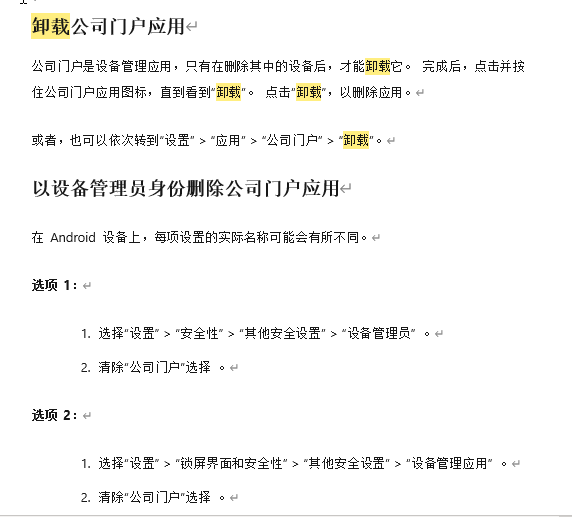 卸载公司门户应用
公司门户是设备管理应用，只有在删除其中的设备后，才能卸载它。 完成后，点击并按
住公司门户应用图标，直到看到“卸载”。 点击“卸载”，以删除应用。
或者，也可以依次转到“设置” > “应用” > “公司门户” > “卸载”。
以设备管理员身份删除公司门户应用
在 Android 设备上，每项设置的实际名称可能会有所不同。
选项 1：
1. 选择“设置” > “安全性” > “其他安全设置” > “设备管理员” 。
2. 清除“公司门户”选择 。
选项 2：
1. 选择“设置” > “锁屏界面和安全性” > “其他安全设置” > “设备管理应用” 。
2. 清除“公司门户”选择 。